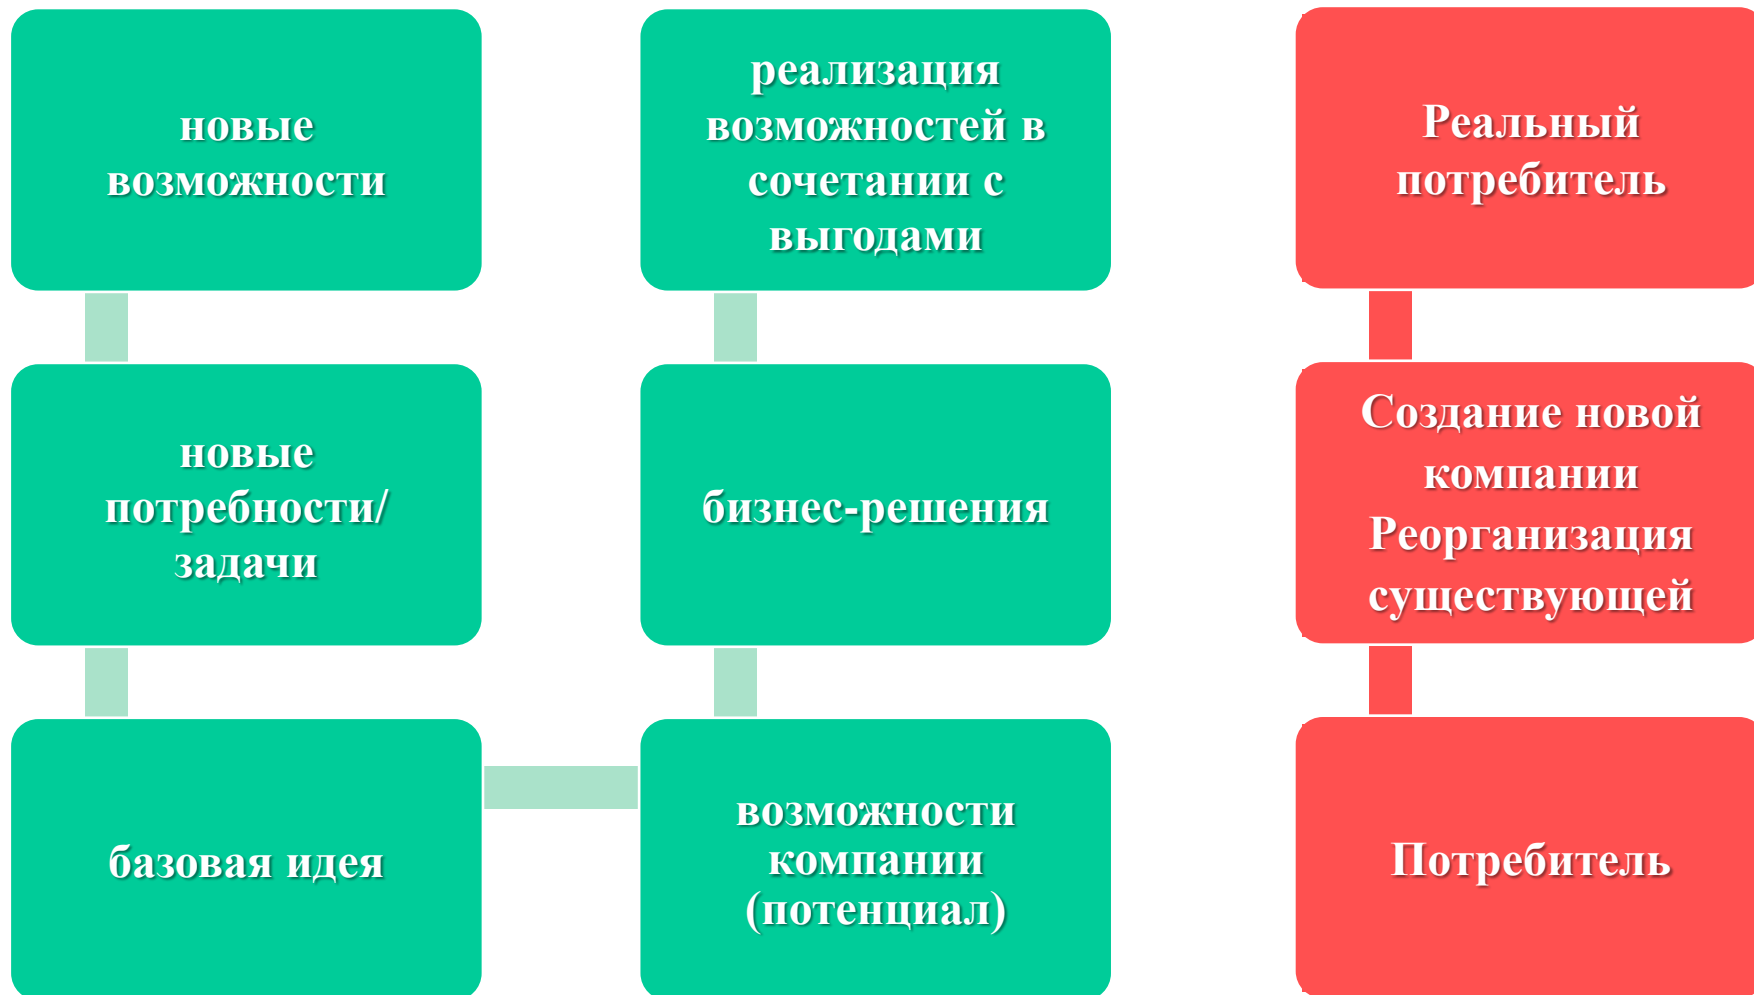 новые
возможности
новые
потребности/
задачи
базовая идея
возможности
компании
(потенциал)
бизнес-решения
реализация
возможностей в
сочетании с
выгодами
Реальный
потребитель
Создание новой
компании
Реорганизация
существующей
Потребитель